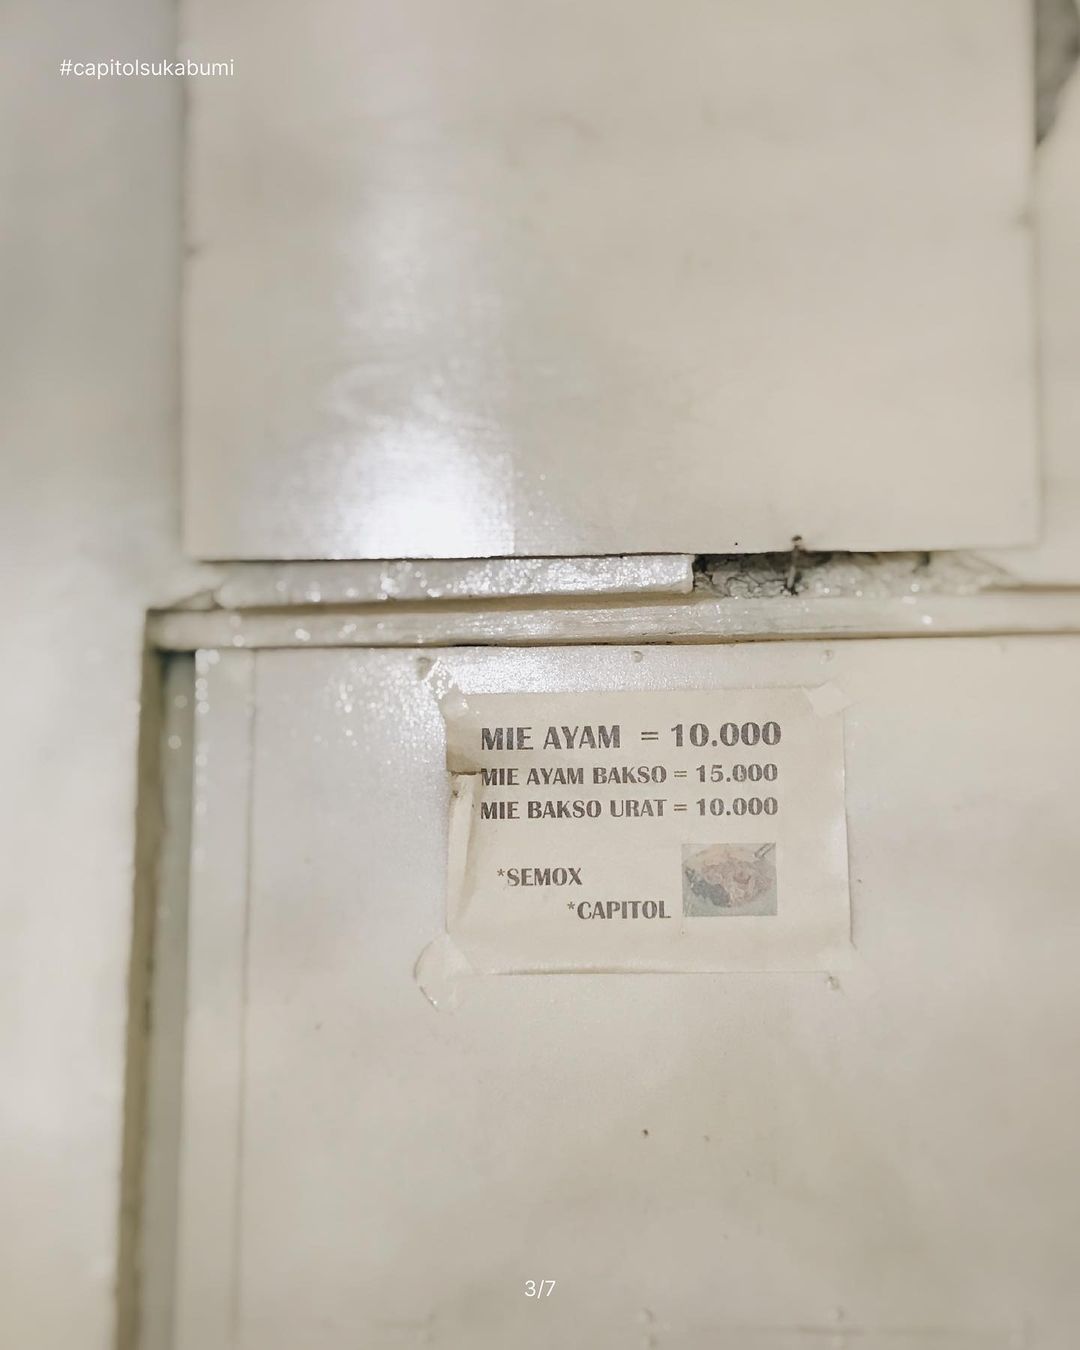 #capitolsukabumi
MIE AYAM = 10.000
MIE AYAM BAKSO = 15.000
MIE BAKSO URAT = 10.000
*SEMOX
*CAPITOL
3/7